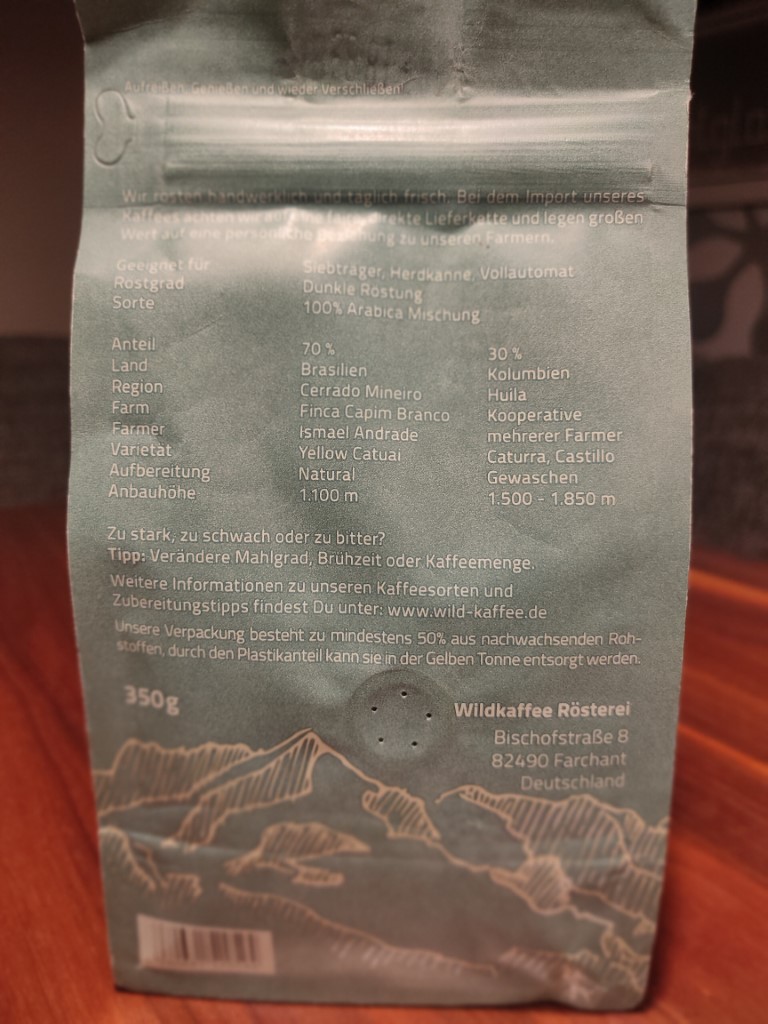 Aufreißen, Genießen und wieder Verschließen!
Wir rösten handwerklich und täglich frisch. Bei dem Import unseres
Kaffees achten wir auf eine faire, direkte Lieferkette und legen großen
Wert auf eine persönliche Beziehung zu unseren Farmern.
Geeignet für Siebträger, Herdkanne, Vollautomat
Röstgrad Dunkle Röstung
Sorte 100% Arabica Mischung
Anteil 70 % 30 %
Land Brasilien Kolumbien
Region Cerrado Mineiro Huila
Farm Finca Capim Branco Kooperative
Farmer Ismael Andrade mehrerer Farmer
Varietät Yellow Catuai Caturra, Castillo
Aufbereitung Natural Gewaschen
Anbauhöhe 1.100 m 1.500 - 1.850 m
Zu stark, zu schwach oder zu bitter?
Tipp: Verändere Mahlgrad, Brühzeit oder Kaffeemenge.
Weitere Informationen zu unseren Kaffeesorten und
Zubereitungstipps findest Du unter: www.wild-kaffee.de
Unsere Verpackung besteht zu mindestens 50% aus nachwachsenden Roh-
stoffen, durch den Plastikanteil kann sie in der Gelben Tonne entsorgt werden.
350g
Wildkaffee Rösterei
Bischofstraße 8
82490 Farchant
Deutschland